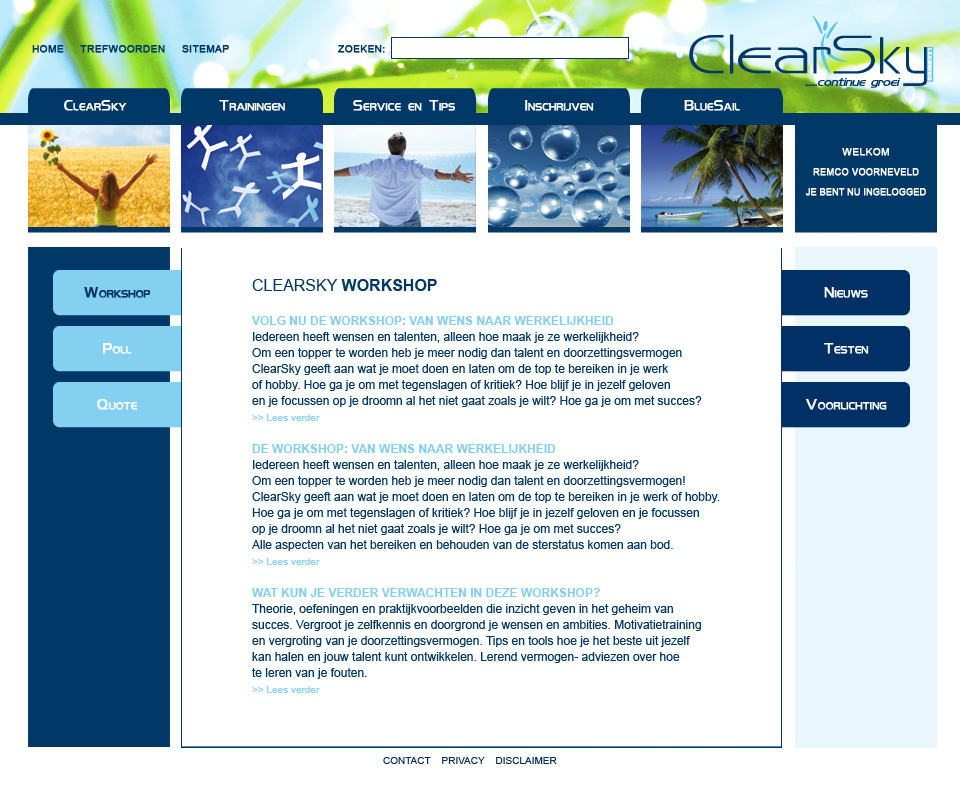 HOME TREFWOORDEN SITEMAP ZOEKEN:
ClearSky
.....continue groei
ClearSky Trainingen Service en Tips Inschrijven BlueSail
WELKOM
REMCO VOORNEVELD
JE BENT NU INGELOGGED
Workshop
Poll
Quote
CLEARSKY WORKSHOP
VOLG NU DE WORKSHOP: VAN WENS NAAR WERKELIJKHEID
Iedereen heeft wensen en talenten, alleen hoe maak je ze werkelijkheid?
Om een topper te worden heb je meer nodig dan talent en doorzettingsvermogen
ClearSky geeft aan wat je moet doen en laten om de top te bereiken in je werk
of hobby. Hoe ga je om met tegenslagen of kritiek? Hoe blijf je in jezelf geloven
en je focussen op je droomn al het niet gaat zoals je wilt? Hoe ga je om met succes?
>> Lees verder
DE WORKSHOP: VAN WENS NAAR WERKELIJKHEID
Iedereen heeft wensen en talenten, alleen hoe maak je ze werkelijkheid?
Om een topper te worden heb je meer nodig dan talent en doorzettingsvermogen!
ClearSky geeft aan wat je moet doen en laten om de top te bereiken in je werk of hobby.
Hoe ga je om met tegenslagen of kritiek? Hoe blijf je in jezelf geloven en je focussen
op je droomn al het niet gaat zoals je wilt? Hoe ga je om met succes?
Alle aspecten van het bereiken en behouden van de sterstatus komen aan bod.
>> Lees verder
WAT KUN JE VERDER VERWACHTEN IN DEZE WORKSHOP?
Theorie, oefeningen en praktijkvoorbeelden die inzicht geven in het geheim van
succes. Vergroot je zelfkennis en doorgrond je wensen en ambities. Motivatietraining
en vergroting van je doorzettingsvermogen. Tips en tools hoe je het beste uit jezelf
kan halen en jouw talent kunt ontwikkelen. Lerend vermogen- adviezen over hoe
te leren van je fouten.
>> Lees verder
Nieuws
Testen
Voorlichting
CONTACT PRIVACY DISCLAIMER